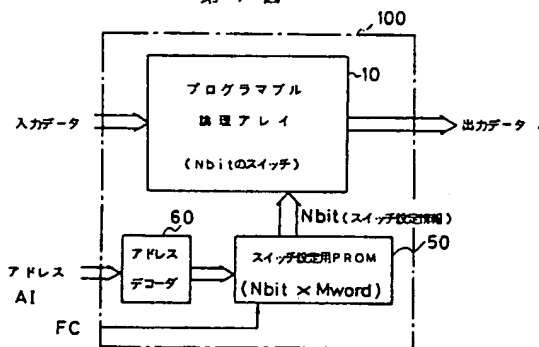 100
10
プログラマブル
論理アレイ
(Nbitのスイッチ)
入力データ
出力データ
Nbit(スイッチ設定情報)
60
アドレス
デコーダ
50
スイッチ設定用PROM
(Nbit × Mword)
アドレス
AI
FC